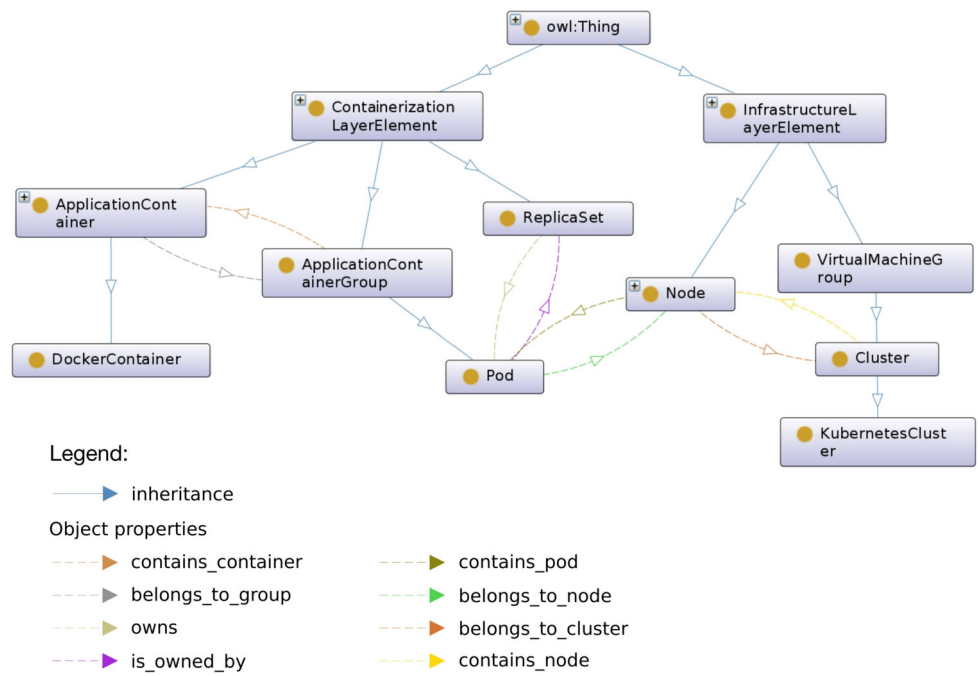 owl:Thing
Containerization
LayerElement
InfrastructureL
ayerElement
ApplicationCont
ainer
ReplicaSet
ApplicationCont
ainerGroup
VirtualMachineG
roup
Node
DockerContainer
Pod
Cluster
KubernetesClust
er
Legend:
inheritance
Object properties
contains_container
contains_pod
belongs_to_group
belongs_to_node
owns
belongs_to_cluster
is_owned_by
contains_node